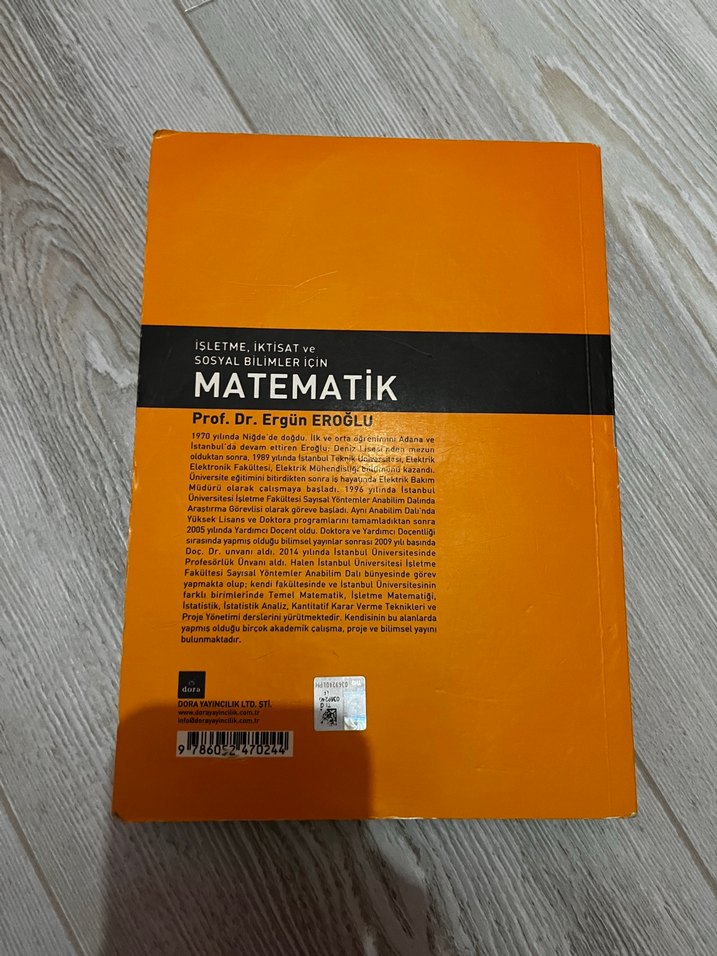 İŞLETME, İKTİSAT ve
SOSYAL BİLİMLER İÇİN
MATEMATİK
Prof. Dr. Ergün EROĞLU
1970 yılında Niğde'de doğdu. İlk ve orta öğrenimini Adana ve
İstanbul'da devam ettiren Eroğlu; Deniz Lisesi'nden mezun
olduktan sonra, 1989 yılında İstanbul Teknik Üniversitesi, Elektrik
Elektronik Fakültesi, Elektrik Mühendisliği bölümünü kazandı.
Üniversite eğitimini bitirdikten sonra iş hayatında Elektrik Bakım
Müdürü olarak çalışmaya başladı. 1996 yılında İstanbul
Üniversitesi İşletme Fakültesi Sayısal Yöntemler Anabilim Dalında
Araştırma Görevlisi olarak göreve başladı. Aynı Anabilim Dalı'nda
Yüksek Lisans ve Doktora programlarını tamamladıktan sonra
2005 yılında Yardımcı Doçent oldu. Doktora ve Yardımcı Doçentliği
sırasında yapmış olduğu bilimsel yayınlar sonrası 2009 yılı başında
Doç. Dr. unvanı aldı. 2014 yılında İstanbul Üniversitesinde
Profesörlük Ünvanı aldı. Halen İstanbul Üniversitesi İşletme
Fakültesi Sayısal Yöntemler Anabilim Dalı bünyesinde görev
yapmakta olup; kendi fakültesinde ve İstanbul Üniversitesinin
farklı birimlerinde Temel Matematik, İşletme Matematiği,
İstatistik, İstatistik Analiz, Kantitatif Karar Verme Teknikleri ve
Proje Yönetimi derslerini yürütmektedir. Kendisinin bu alanlarda
yapmış olduğu birçok akademik çalışma, proje ve bilimsel yayını
bulunmaktadır.
dora
DORA YAYINCILIK LTD. ŞTİ.
www.dorayayincilik.com.tr
info@dorayayincilik.com.tr
9 786052 470244